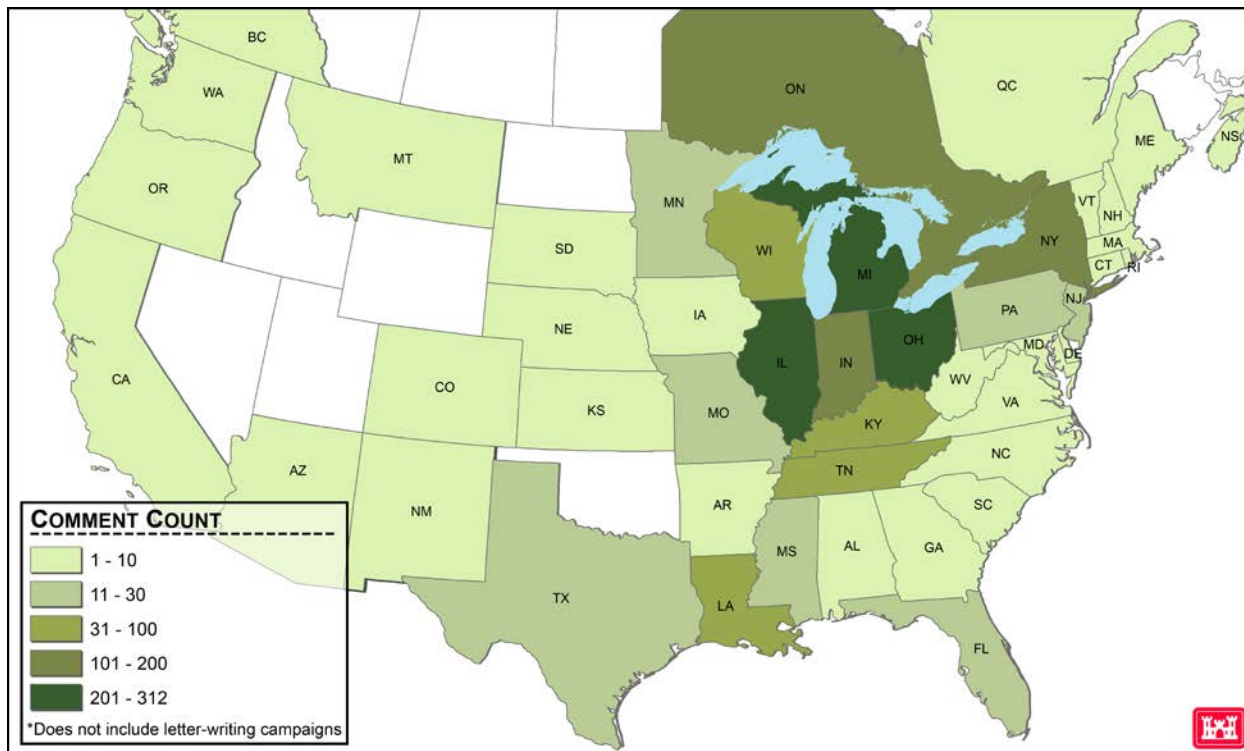 BC
WA
ON
QC
MT
ME
NS
OR
MN
VT
NH
NY
MA
SD
WI
MI
CT
RI
IA
PA
NJ
NE
OH
MD
DE
IL
IN
WV
CA
CO
VA
KS
MO
KY
NC
TN
AZ
AR
SC
NM
MS
AL
GA
TX
LA
FL
COMMENT COUNT
1 - 10
11 - 30
31 - 100
101 - 200
201 - 312
*Does not include letter-writing campaigns